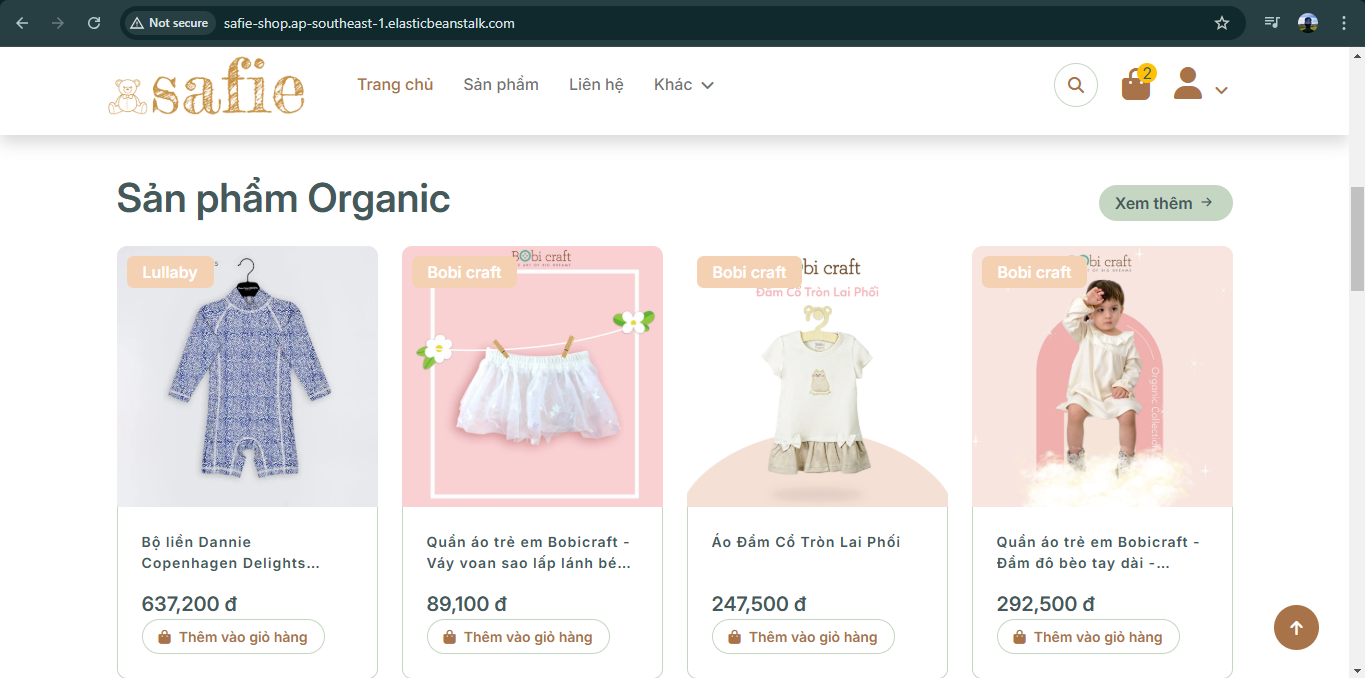 Not secure
safie-shop.ap-southeast-1.elasticbeanstalk.com
safie
Trang chủ
Sản phẩm
Liên hệ
Khác
2
Sản phẩm Organic
Xem thêm
Lullaby
Bobi craft
Bobi craft
Bobi craft
Bobi craft
bi craft
Đầm Cổ Tròn Lai Phối
bi craft
Organic Collection
Bộ liền Dannie
Copenhagen Delights...
637,200 đ
Thêm vào giỏ hàng
Quần áo trẻ em Bobicraft -
Váy voan sao lấp lánh bé...
89,100 đ
Thêm vào giỏ hàng
Áo Đầm Cổ Tròn Lai Phối
247,500 đ
Thêm vào giỏ hàng
Quần áo trẻ em Bobicraft -
Đầm đô bèo tay dài -...
292,500 đ
Thêm vào giỏ hàng